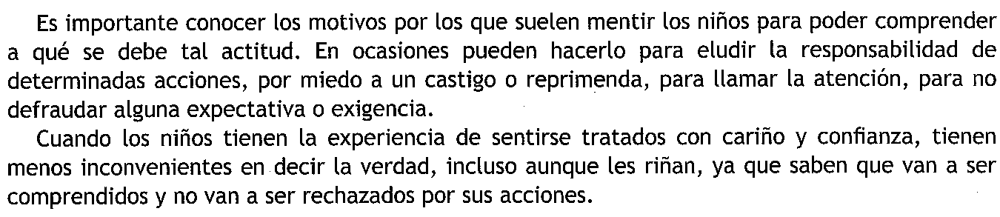 Es importante conocer los motivos por los que suelen mentir los niños para poder comprender
a qué se debe tal actitud. En ocasiones pueden hacerlo para eludir la responsabilidad de
determinadas acciones, por miedo a un castigo o reprimenda, para llamar la atención, para no
defraudar alguna expectativa o exigencia.
Cuando los niños tienen la experiencia de sentirse tratados con cariño y confianza, tienen
menos inconvenientes en decir la verdad, incluso aunque les riñan, ya que saben que van a ser
comprendidos y no van a ser rechazados por sus acciones.